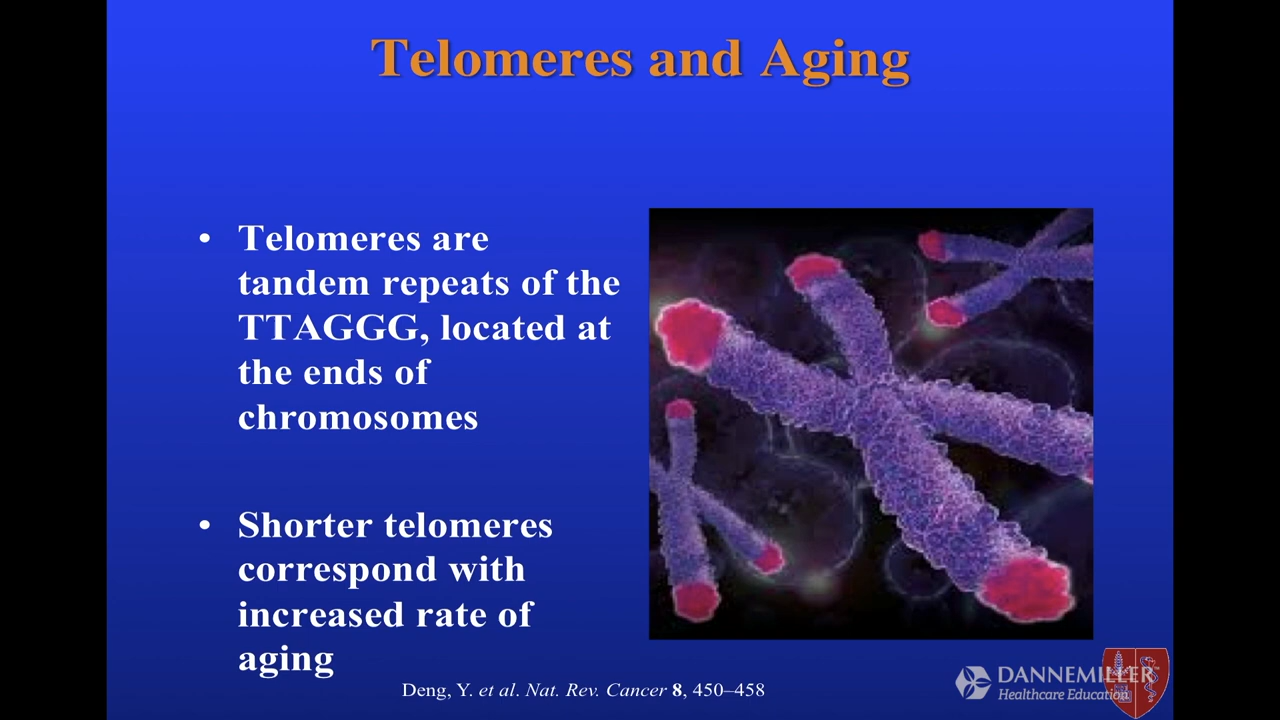 Telomeres and Aging
• Telomeres are
tandem repeats of the
TTAGGG, located at
the ends of
chromosomes
• Shorter telomeres
correspond with
increased rate of
aging
Deng, Y. et al. Nat. Rev. Cancer 8, 450–458
DANNEMILLER
Healthcare Education